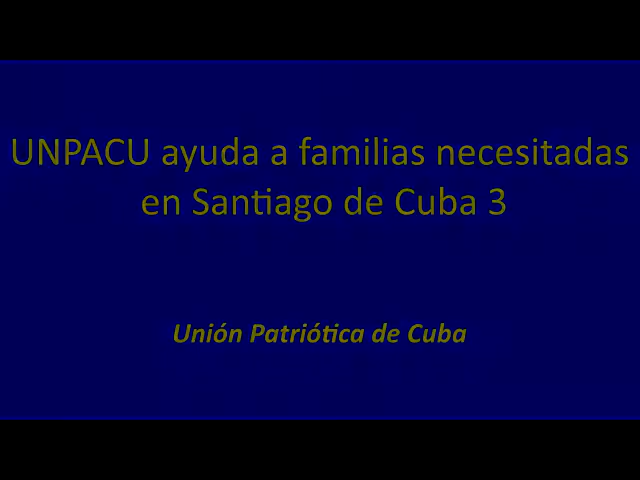 UNPACU ayuda a familias necesitadas
en Santiago de Cuba 3
Unión Patriótica de Cuba